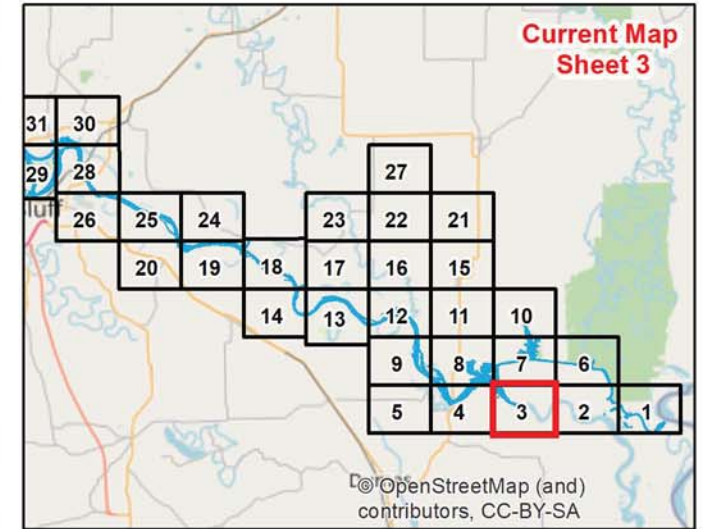 Current Map
Sheet 3
31 30
29 28 27
luff 26 25 24 23 22 21
20 19 18 17 16 15
14 13 12 11 10
9 8 7 6
5 4 3 2 1
© OpenStreetMap (and)
contributors, CC-BY-SA